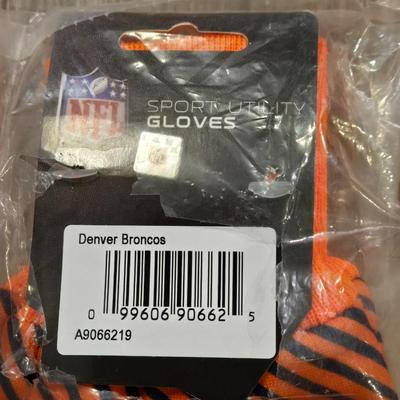 NFL
SPORT UTILITY
GLOVES
Denver Broncos
0 99606 90662 5
A9066219